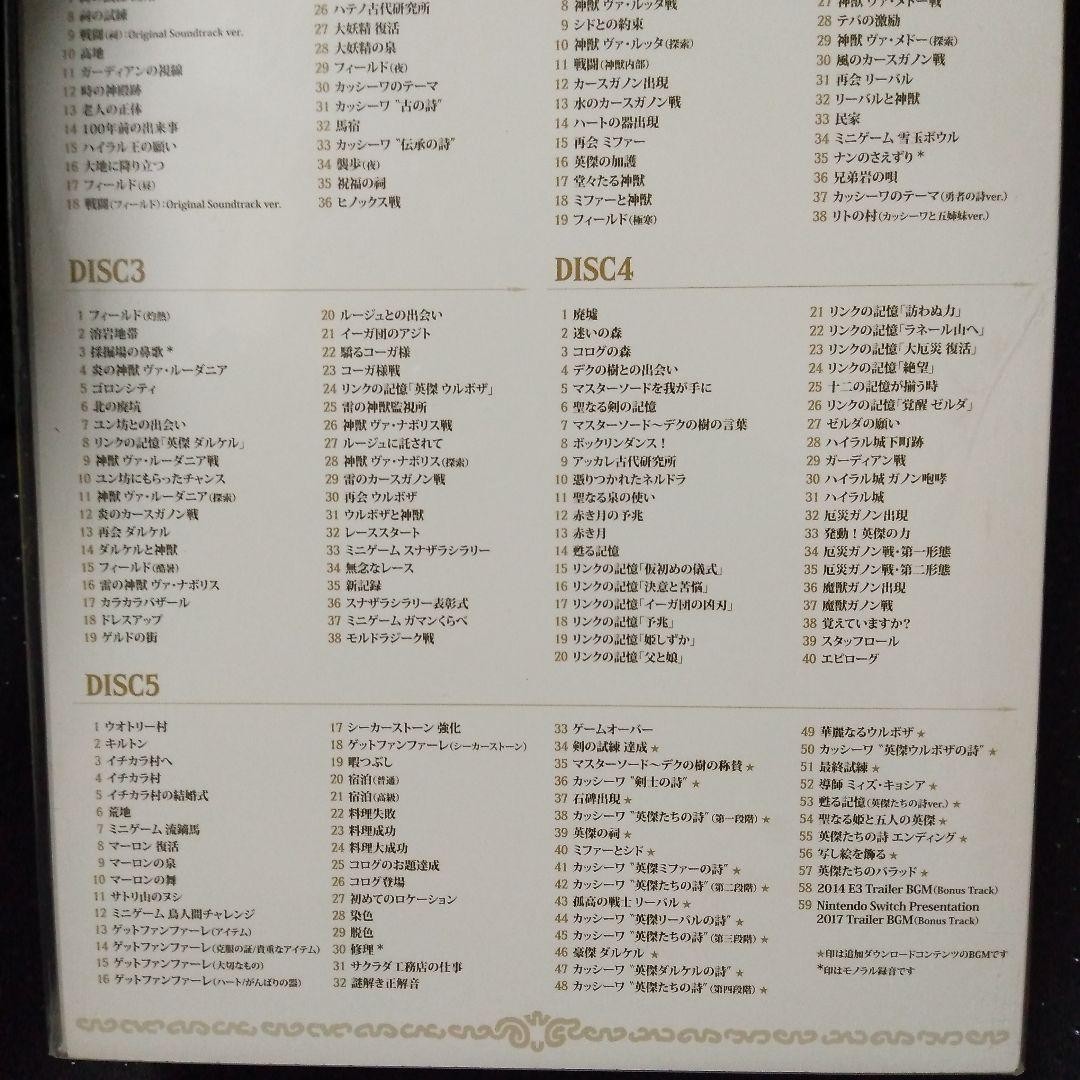 8 祠の試練
9 戦闘(祠):Original Soundtrack ver.
10 高地
11 ガーディアンの視線
12 時の神殿跡
13 老人の正体
14 100年前の出来事
15 ハイラル王の願い
16 大地に降り立つ
17 フィールド(昼)
18 戦闘(フィールド):Original Soundtrack ver.
26 ハテノ古代研究所
27 大妖精 復活
28 大妖精の泉
29 フィールド(夜)
30 カッシーワのテーマ
31 カッシーワ〝古の詩〟
32 馬宿
33 カッシーワ〝伝承の詩〟
34 襲歩(夜)
35 祝福の祠
36 ヒノックス戦
8 神獣 ヴァ・ルッタ戦
9 シドとの約束
10 神獣 ヴァ・ルッタ(探索)
11 戦闘(神獣内部)
12 カースガノン出現
13 水のカースガノン戦
14 ハートの器出現
15 再会 ミファー
16 英傑の加護
17 堂々たる神獣
18 ミファーと神獣
19 フィールド(極寒)
27 神獣 ヴァ・メドー戦
28 テバの激励
29 神獣 ヴァ・メドー(探索)
30 風のカースガノン戦
31 再会 リーバル
32 リーバルと神獣
33 民家
34 ミニゲーム 雪玉ボウル
35 ナンのさえずり*
36 兄弟岩の唄
37 カッシーワのテーマ(勇者の詩ver.)
38 リトの村(カッシーワと五姉妹ver.)
DISC3
1 フィールド(灼熱)
2 溶岩地帯
3 採掘場の鼻歌*
4 炎の神獣 ヴァ・ルーダニア
5 ゴロンシティ
6 北の廃坑
7 ユン坊との出会い
8 リンクの記憶「英傑 ダルケル」
9 神獣 ヴァ・ルーダニア戦
10 ユン坊にもらったチャンス
11 神獣 ヴァ・ルーダニア(探索)
12 炎のカースガノン戦
13 再会 ダルケル
14 ダルケルと神獣
15 フィールド(酷暑)
16 雷の神獣 ヴァ・ナボリス
17 カラカラバザール
18 ドレスアップ
19 ゲルドの街
20 ルージュとの出会い
21 イーガ団のアジト
22 驕るコーガ様
23 コーガ様戦
24 リンクの記憶「英傑 ウルボザ」
25 雷の神獣監視所
26 神獣 ヴァ・ナボリス戦
27 ルージュに託されて
28 神獣 ヴァ・ナボリス(探索)
29 雷のカースガノン戦
30 再会 ウルボザ
31 ウルボザと神獣
32 レーススタート
33 ミニゲーム スナザラシラリー
34 無念なレース
35 新記録
36 スナザラシラリー表彰式
37 ミニゲーム ガマンくらべ
38 モルドラジーク戦
DISC4
1 廃墟
2 迷いの森
3 コログの森
4 デクの樹との出会い
5 マスターソードを我が手に
6 聖なる剣の記憶
7 マスターソード～デクの樹の言葉
8 ボックリンダンス！
9 アッカレ古代研究所
10 憑りつかれたネルドラ
11 聖なる泉の使い
12 赤き月の予兆
13 赤き月
14 甦る記憶
15 リンクの記憶「仮初めの儀式」
16 リンクの記憶「決意と苦悩」
17 リンクの記憶「イーガ団の凶刃」
18 リンクの記憶「予兆」
19 リンクの記憶「姫しずか」
20 リンクの記憶「父と娘」
21 リンクの記憶「訪わぬ力」
22 リンクの記憶「ラネール山へ」
23 リンクの記憶「大厄災 復活」
24 リンクの記憶「絶望」
25 十二の記憶が揃う時
26 リンクの記憶「覚醒 ゼルダ」
27 ゼルダの願い
28 ハイラル城下町跡
29 ガーディアン戦
30 ハイラル城 ガノン咆哮
31 ハイラル城
32 厄災ガノン出現
33 発動！英傑の力
34 厄災ガノン戦・第一形態
35 厄災ガノン戦・第二形態
36 魔獣ガノン出現
37 魔獣ガノン戦
38 覚えていますか？
39 スタッフロール
40 エピローグ
DISC5
1 ウオトリー村
2 キルトン
3 イチカラ村へ
4 イチカラ村
5 イチカラ村の結婚式
6 荒地
7 ミニゲーム 流鏑馬
8 マーロン 復活
9 マーロンの泉
10 マーロンの舞
11 サトリ山のヌシ
12 ミニゲーム 鳥人間チャレンジ
13 ゲットファンファーレ(アイテム)
14 ゲットファンファーレ(克服の証/貴重なアイテム)
15 ゲットファンファーレ(大切なもの)
16 ゲットファンファーレ(ハート/がんばりの器)
17 シーカーストーン 強化
18 ゲットファンファーレ(シーカーストーン)
19 暇つぶし
20 宿泊(普通)
21 宿泊(高級)
22 料理失敗
23 料理成功
24 料理大成功
25 コログのお題達成
26 コログ登場
27 初めてのロケーション
28 染色
29 脱色
30 修理*
31 サクラダ工務店の仕事
32 謎解き正解音
33 ゲームオーバー
34 剣の試練 達成★
35 マスターソード～デクの樹の称賛★
36 カッシーワ〝剣士の詩〟★
37 石碑出現★
38 カッシーワ〝英傑たちの詩〟(第一段階)★
39 英傑の祠★
40 ミファーとシド★
41 カッシーワ〝英傑ミファーの詩〟★
42 カッシーワ〝英傑たちの詩〟(第二段階)★
43 孤高の戦士 リーバル★
44 カッシーワ〝英傑リーバルの詩〟★
45 カッシーワ〝英傑たちの詩〟(第三段階)★
46 豪傑 ダルケル★
47 カッシーワ〝英傑ダルケルの詩〟★
48 カッシーワ〝英傑たちの詩〟(第四段階)★
49 華麗なるウルボザ★
50 カッシーワ〝英傑ウルボザの詩〟★
51 最終試練★
52 導師 ミィズ・キョシア★
53 甦る記憶(英傑たちの詩ver.)★
54 聖なる姫と五人の英傑★
55 英傑たちの詩 エンディング★
56 写し絵を飾る★
57 英傑たちのバラッド★
58 2014 E3 Trailer BGM(Bonus Track)
59 Nintendo Switch Presentation
2017 Trailer BGM(Bonus Track)
★印は追加ダウンロードコンテンツのBGMです
*印はモノラル録音です